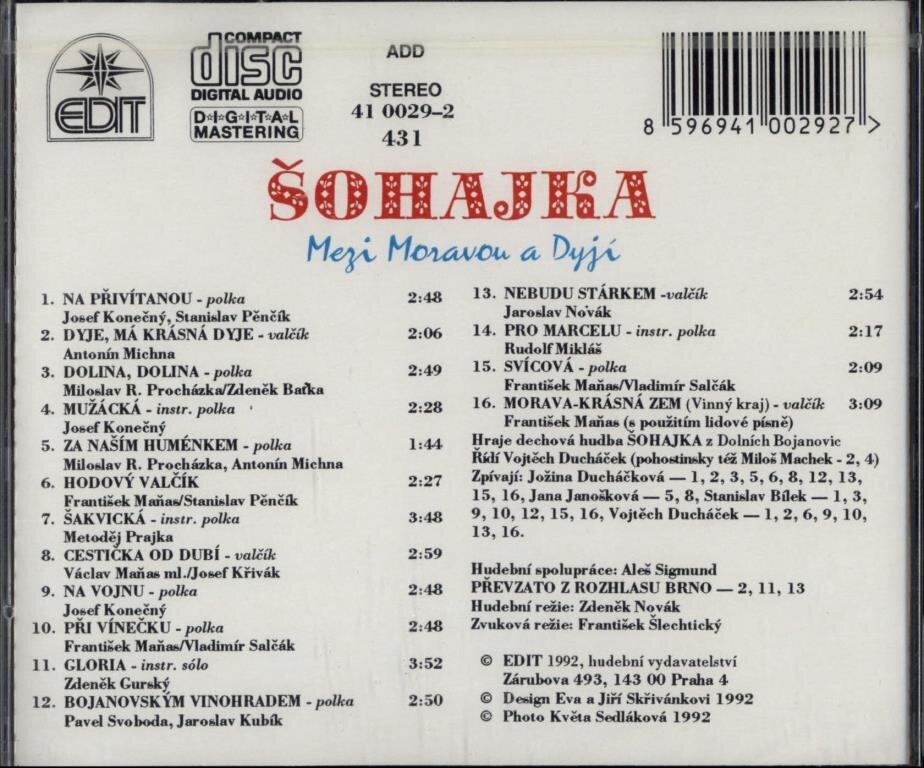 EDIT
COMPACT
disc
DIGITAL AUDIO
D·I·G·I·T·A·L
MASTERING
ADD
STEREO
41 0029-2
431
8 596941 002927 >
ŠOHAJKA
Mezi Moravou a Dyjí
1. NA PŘIVÍTANOU - polka 2:48
Josef Konečný, Stanislav Pěnčík
2. DYJE, MÁ KRÁSNÁ DYJE - valčík 2:06
Antonín Michna
3. DOLINA, DOLINA - polka 2:49
Miloslav R. Procházka/Zdeněk Baťka
4. MUŽÁCKÁ - instr. polka 2:28
Josef Konečný
5. ZA NAŠÍM HUMÉNKEM - polka 1:44
Miloslav R. Procházka, Antonín Michna
6. HODOVÝ VALČÍK 2:27
František Maňas/Stanislav Pěnčík
7. ŠAKVICKÁ - instr. polka 3:48
Metoděj Prajka
8. CESTIČKA OD DUBÍ - valčík 2:59
Václav Maňas ml./Josef Křivák
9. NA VOJNU - polka 2:48
Josef Konečný
10. PŘI VÍNEČKU - polka 2:48
František Maňas/Vladimír Salčák
11. GLORIA - instr. sólo 3:52
Zdeněk Gurský
12. BOJANOVSKÝM VINOHRADEM - polka 2:50
Pavel Svoboda, Jaroslav Kubík
13. NEBUDU STÁRKEM -valčík 2:54
Jaroslav Novák
14. PRO MARCELU - instr. polka 2:17
Rudolf Mikláš
15. SVÍCOVÁ - polka 2:09
František Maňas/Vladimír Salčák
16. MORAVA-KRÁSNÁ ZEM (Vinný kraj) - valčík 3:09
František Maňas (s použitím lidové písně)
Hraje dechová hudba ŠOHAJKA z Dolních Bojanovic
Řídí Vojtěch Ducháček (pohostinsky též Miloš Machek - 2, 4)
Zpívají: Jožina Ducháčková — 1, 2, 3, 5, 6, 8, 12, 13,
15, 16, Jana Janošková — 5, 8, Stanislav Bílek — 1, 3,
9, 10, 12, 15, 16, Vojtěch Ducháček — 1, 2, 6, 9, 10,
13, 16.
Hudební spolupráce: Aleš Sigmund
PŘEVZATO Z ROZHLASU BRNO — 2, 11, 13
Hudební režie: Zdeněk Novák
Zvuková režie: František Šlechtický
© EDIT 1992, hudební vydavatelství
Zárubova 493, 143 00 Praha 4
© Design Eva a Jiří Skřivánkovi 1992
© Photo Květa Sedláková 1992